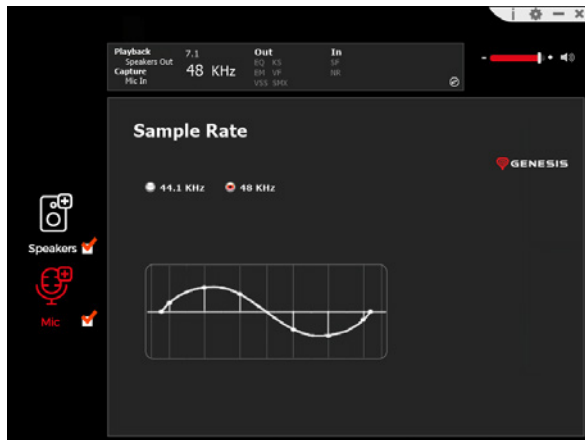 i
Playback 7.1 Out In
Speakers Out EQ KS SF
Capture 48 KHz EM VF NR
Mic In VSS SMX
- +
Sample Rate
GENESIS
44.1 KHz 48 KHz
Speakers
Mic